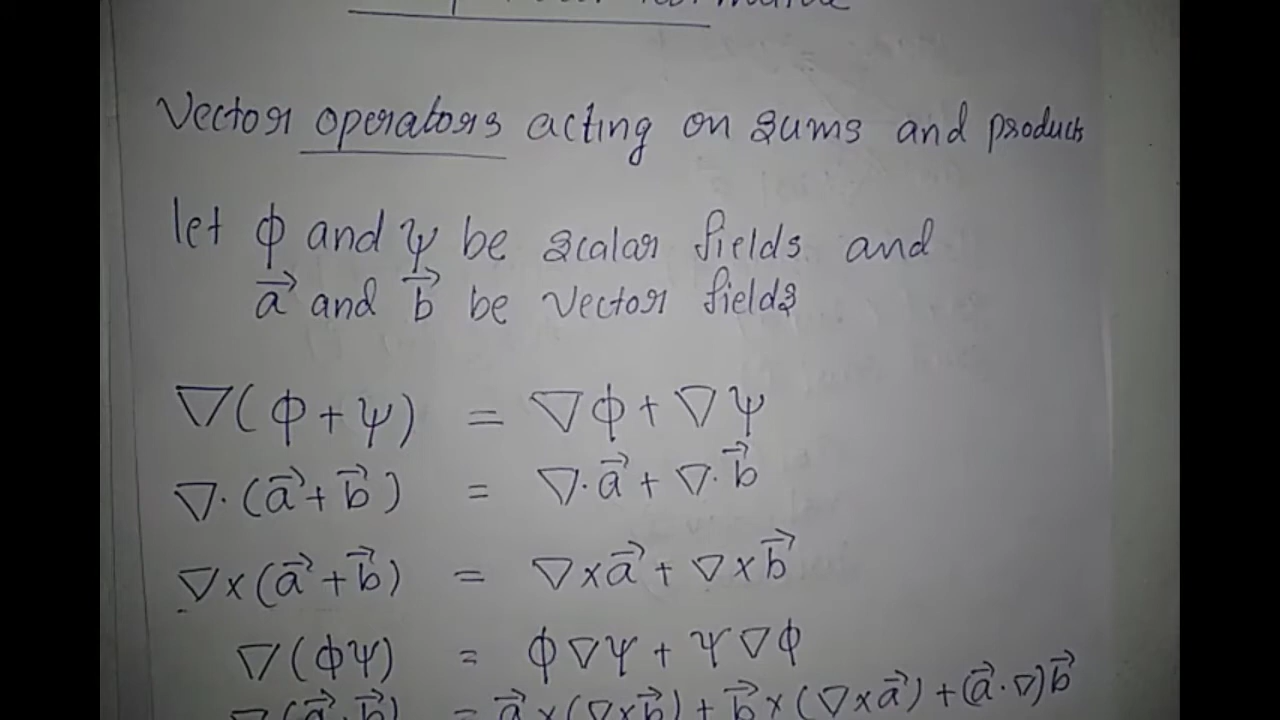 Vector operators acting on sums and products
let ϕ and ψ be scalar fields and
a⃗ and b⃗ be vector fields
∇(ϕ+ψ) = ∇ϕ + ∇ψ
∇·(a⃗+b⃗) = ∇·a⃗ + ∇·b⃗
∇×(a⃗+b⃗) = ∇×a⃗ + ∇×b⃗
∇(ϕψ) = ϕ∇ψ + ψ∇ϕ
∇(a⃗·b⃗) = a⃗×(∇×b⃗) + b⃗×(∇×a⃗) + (a⃗·∇)b⃗